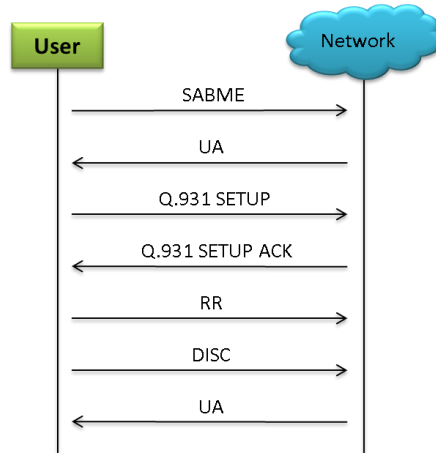 User
Network
SABME
UA
Q.931 SETUP
Q.931 SETUP ACK
RR
DISC
UA